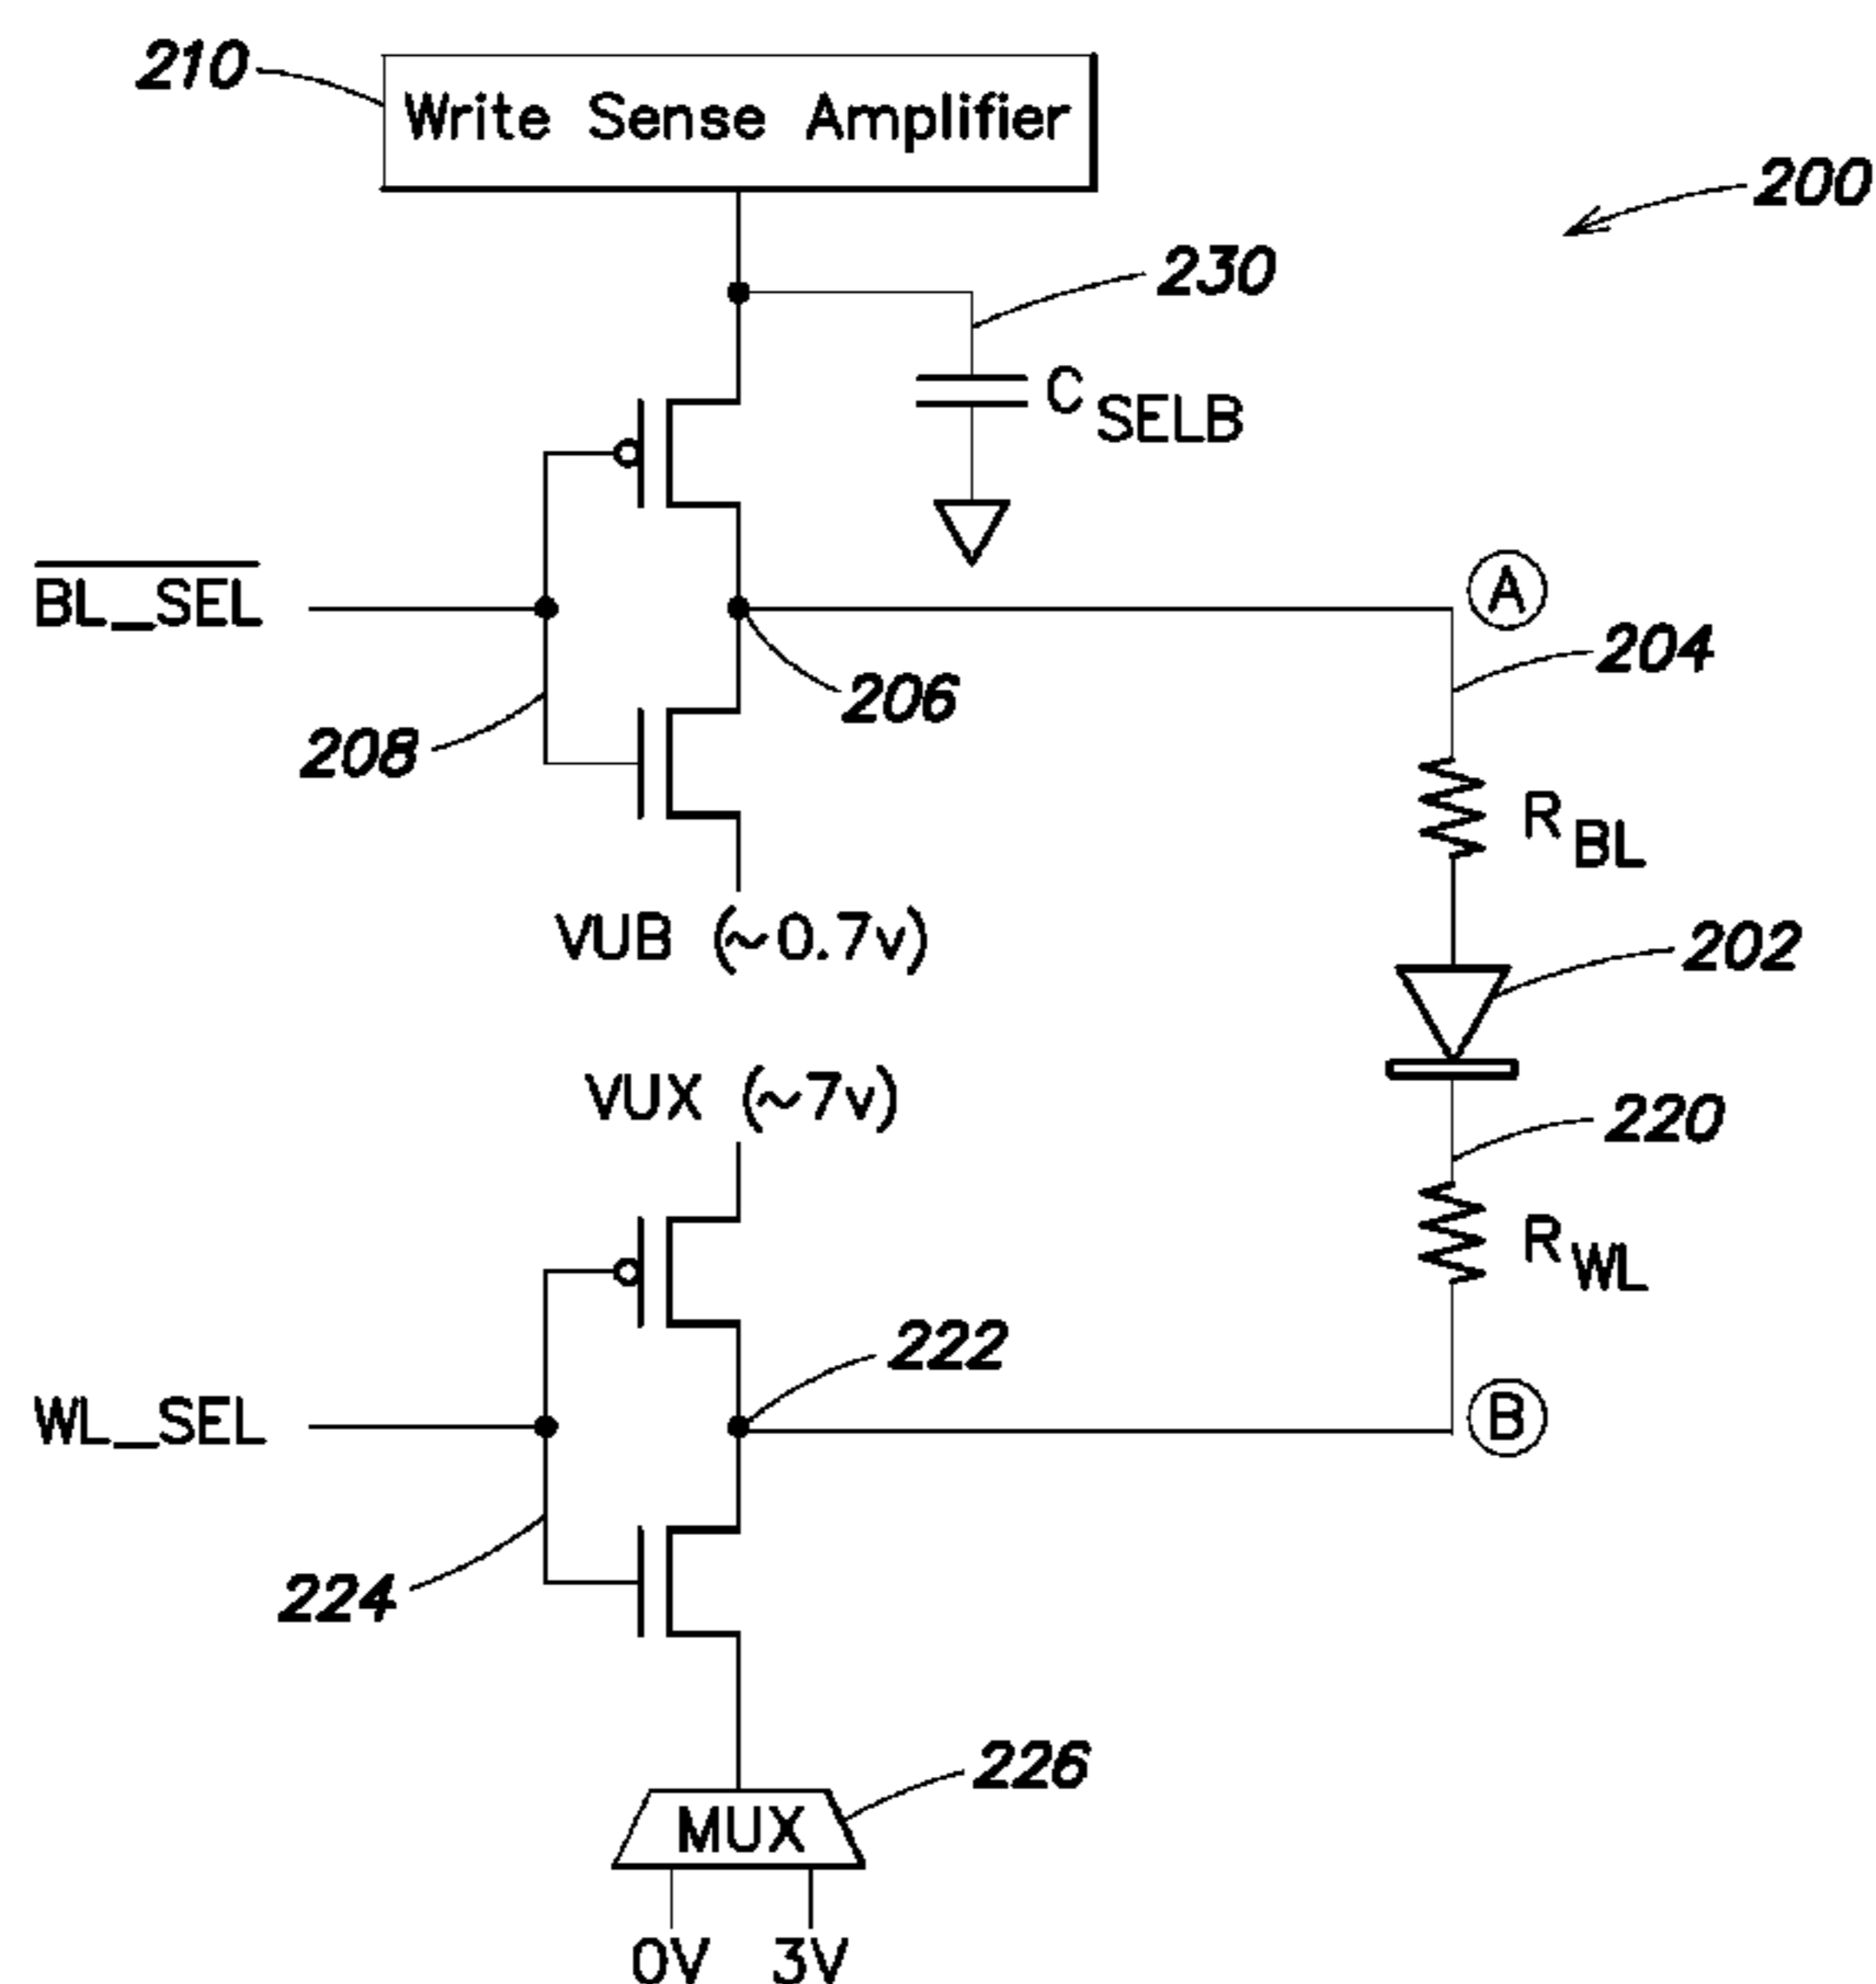 210
Write Sense Amplifier
200
230
C SELB
BL_SEL
A
204
206
208
R BL
VUB (~0.7v)
202
VUX (~7v)
220
R WL
222
WL_SEL
B
224
226
MUX
0V 3V